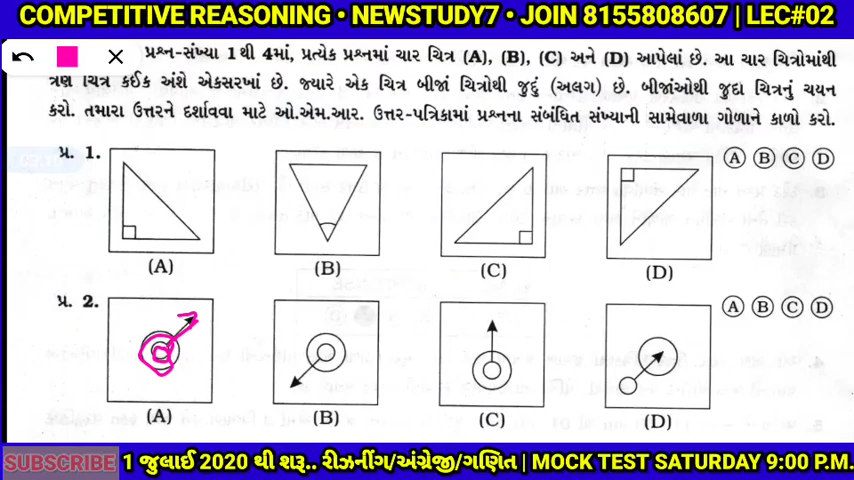 COMPETITIVE REASONING • NEWSTUDY7 • JOIN 8155808607 | LEC#02
પ્રશ્ન-સંખ્યા 1થી 4માં, પ્રત્યેક પ્રશ્નમાં ચાર ચિત્ર (A), (B), (C) અને (D) આપેલાં છે. આ ચાર ચિત્રોમાંથી
ત્રણ ચિત્ર કંઈક અંશે એકસરખાં છે. જ્યારે એક ચિત્ર બીજાં ચિત્રોથી જુદું (અલગ) છે. બીજાંઓથી જુદા ચિત્રનું ચયન
કરો. તમારા ઉત્તરને દર્શાવવા માટે ઓ.એમ.આર. ઉત્તર-પત્રિકામાં પ્રશ્નના સંબંધિત સંખ્યાની સામેવાળા ગોળાને કાળો કરો.
પ્ર. 1.
A B C D
(A) (B) (C) (D)
પ્ર. 2.
A B C D
(A) (B) (C) (D)
SUBSCRIBE 1 જુલાઈ 2020 થી શરૂ.. રીઝનીંગ/અંગ્રેજી/ગણિત | MOCK TEST SATURDAY 9:00 P.M.